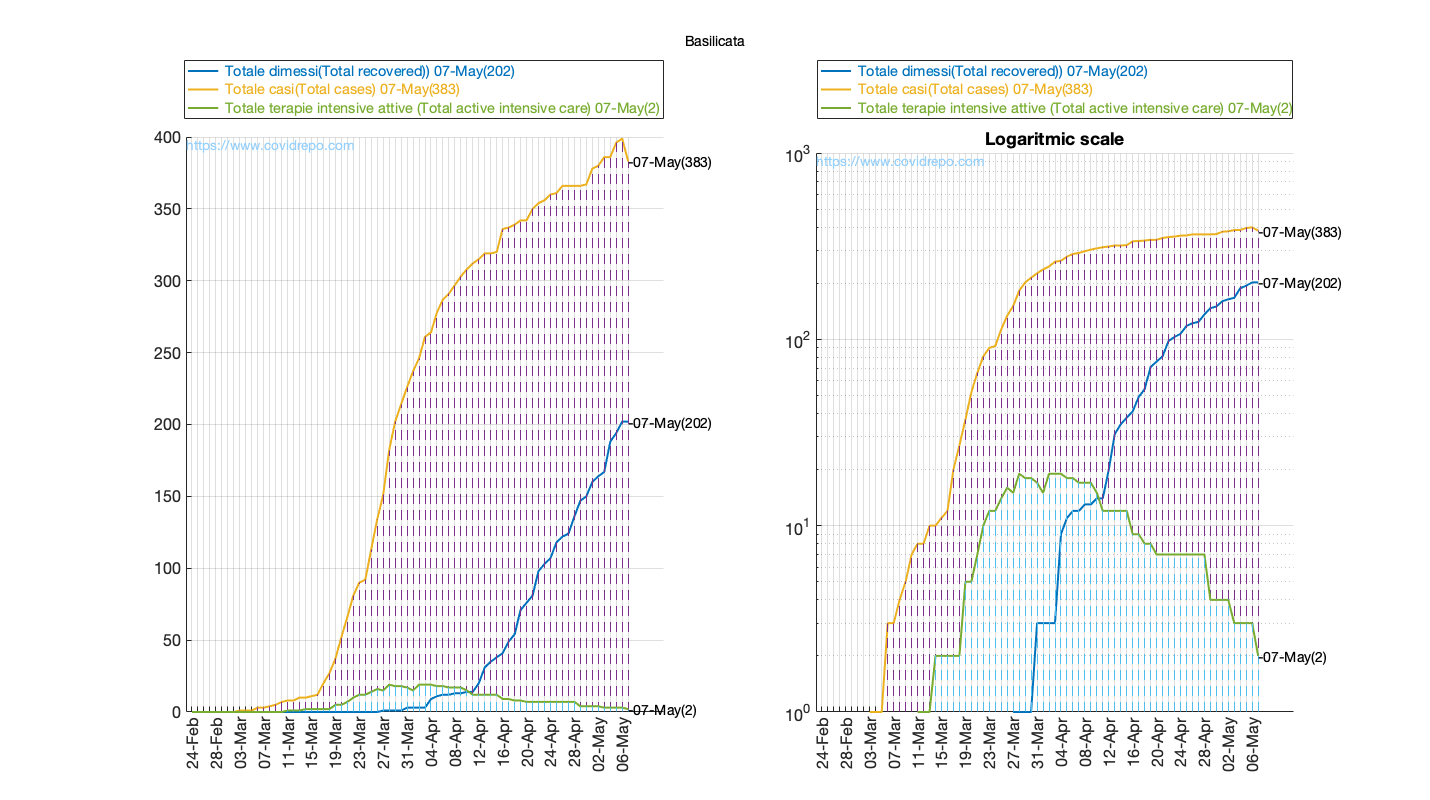 Basilicata
Totale dimessi(Total recovered)) 07-May(202)
Totale casi(Total cases) 07-May(383)
Totale terapie intensive attive (Total active intensive care) 07-May(2)
https://www.covidrepo.com
400
350
300
250
200
150
100
50
0
07-May(383)
07-May(202)
07-May(2)
24-Feb
28-Feb
03-Mar
07-Mar
11-Mar
15-Mar
19-Mar
23-Mar
27-Mar
31-Mar
04-Apr
08-Apr
12-Apr
16-Apr
20-Apr
24-Apr
28-Apr
02-May
06-May
Totale dimessi(Total recovered)) 07-May(202)
Totale casi(Total cases) 07-May(383)
Totale terapie intensive attive (Total active intensive care) 07-May(2)
Logaritmic scale
https://www.covidrepo.com
10^3
10^2
10^1
10^0
07-May(383)
07-May(202)
07-May(2)
24-Feb
28-Feb
03-Mar
07-Mar
11-Mar
15-Mar
19-Mar
23-Mar
27-Mar
31-Mar
04-Apr
08-Apr
12-Apr
16-Apr
20-Apr
24-Apr
28-Apr
02-May
06-May